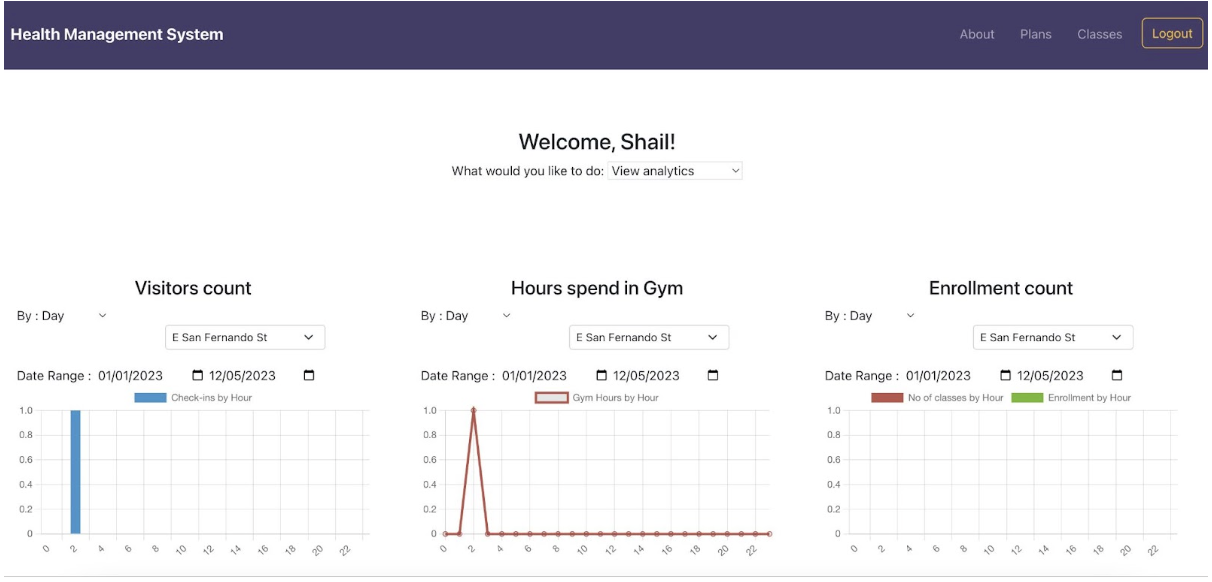 Health Management System About Plans Classes Logout
Welcome, Shail!
What would you like to do: View analytics
Visitors count
By : Day
E San Fernando St
Date Range : 01/01/2023 12/05/2023
Check-ins by Hour
1.0
0.8
0.6
0.4
0.2
0
0 2 4 6 8 10 12 14 16 18 20 22
Hours spend in Gym
By : Day
E San Fernando St
Date Range : 01/01/2023 12/05/2023
Gym Hours by Hour
1.0
0.8
0.6
0.4
0.2
0
0 2 4 6 8 10 12 14 16 18 20 22
Enrollment count
By : Day
E San Fernando St
Date Range : 01/01/2023 12/05/2023
No of classes by Hour Enrollment by Hour
1.0
0.8
0.6
0.4
0.2
0
0 2 4 6 8 10 12 14 16 18 20 22